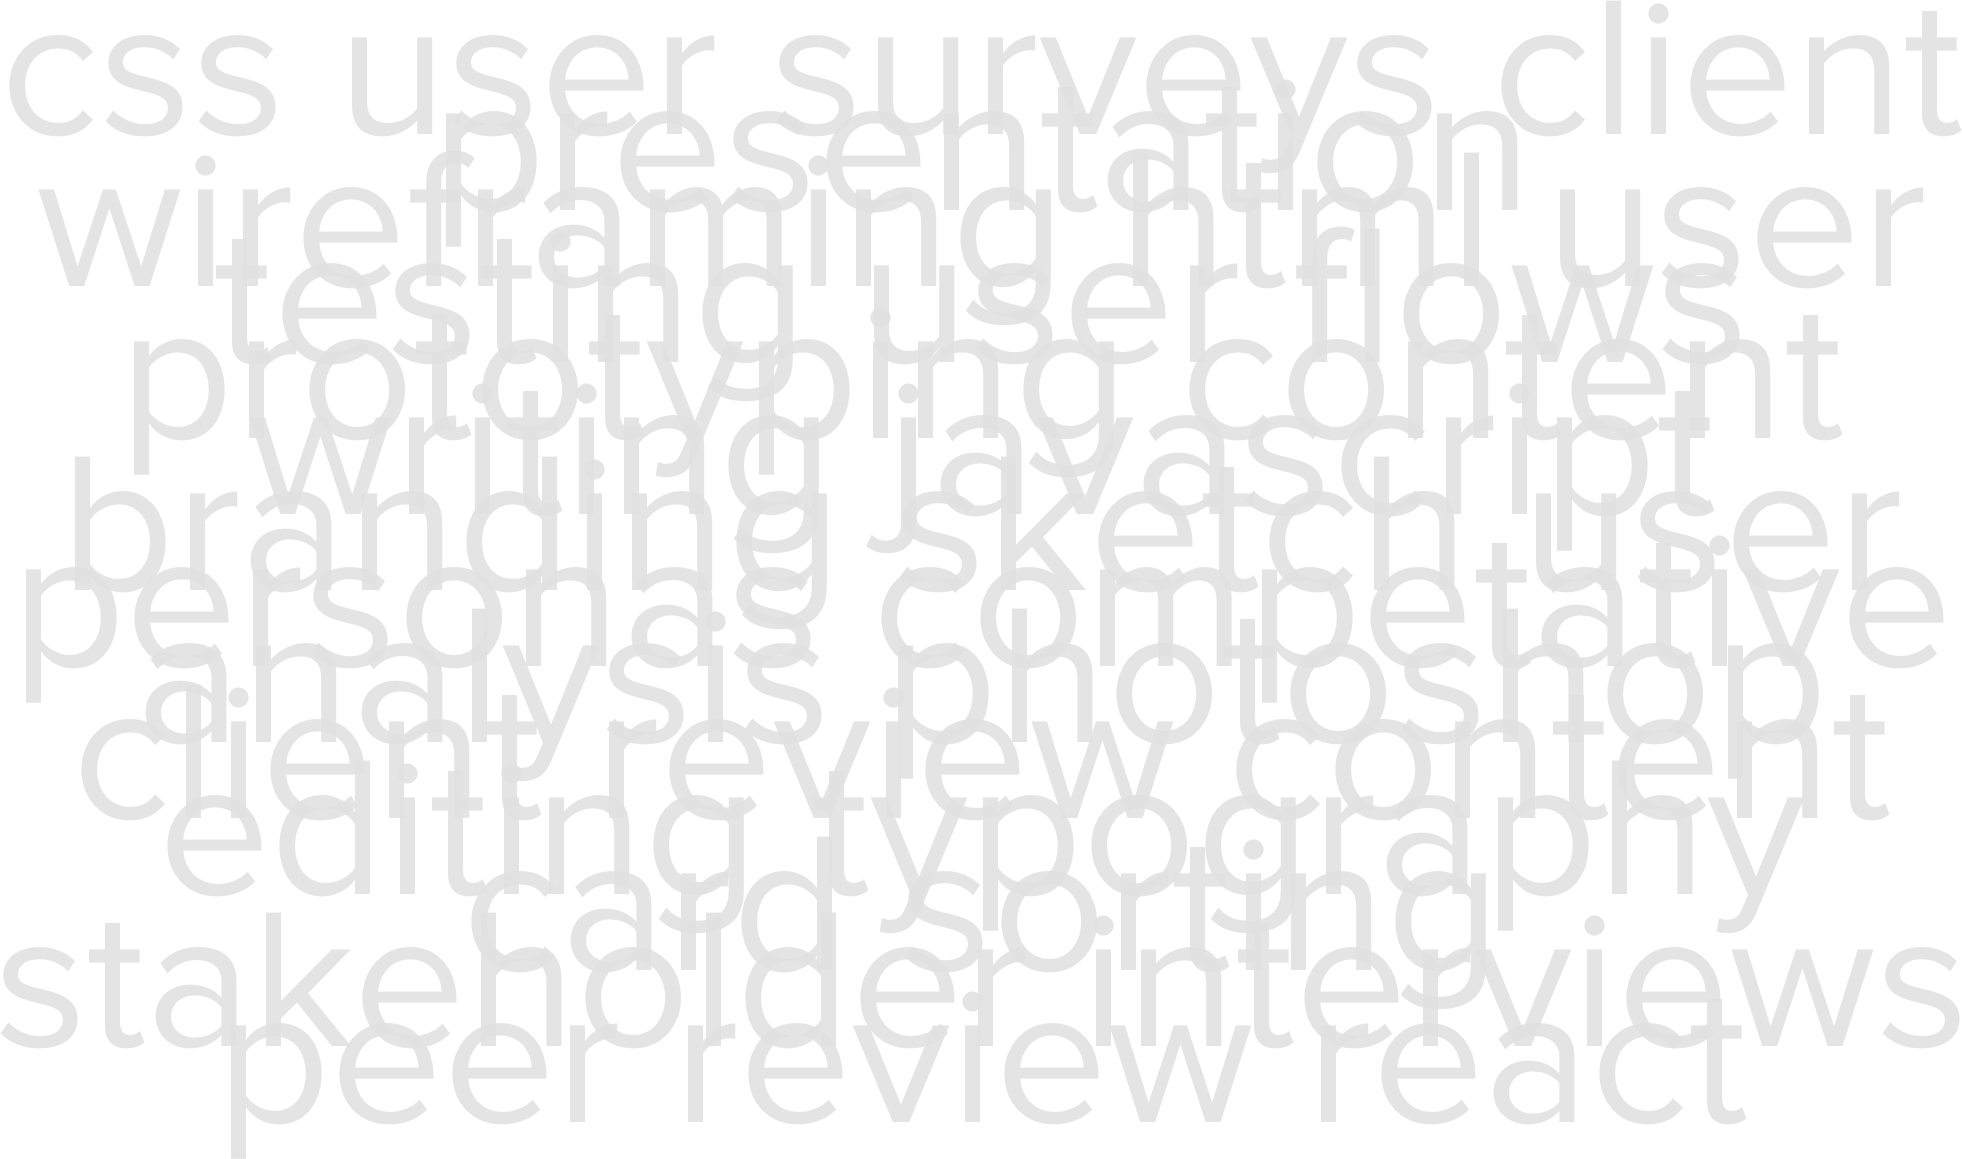 css user surveys client
presentation
wireframing html user
testing user flows
prototyping content
writing javascript
branding sketch user
personas competative
analysis photoshop
client review content
editing typography
card sorting
stakeholder interviews
peer review react